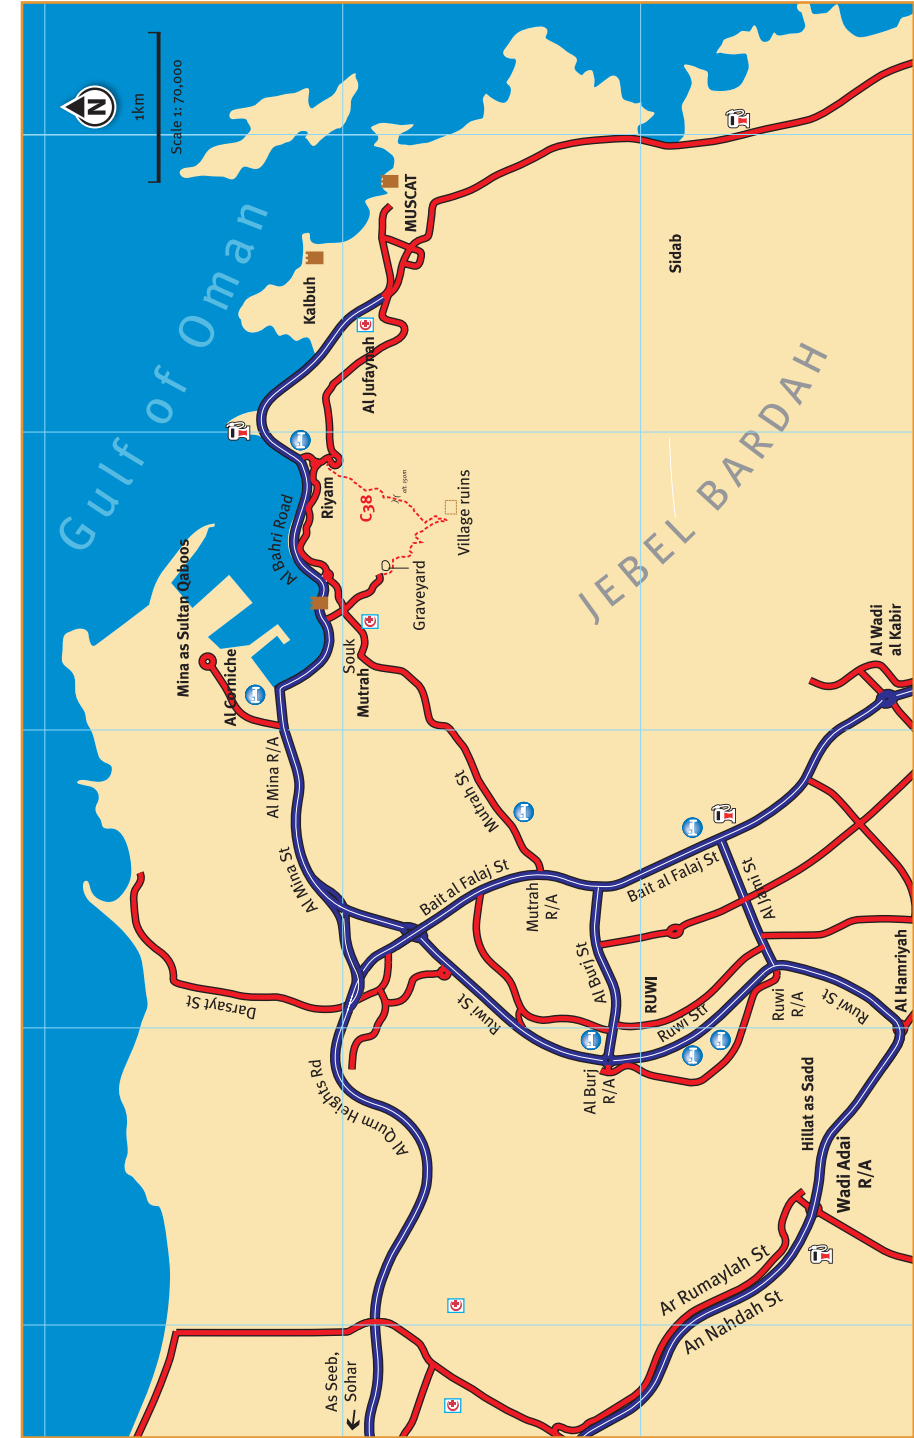 N
1km
Scale 1: 70,000
Gulf of Oman
MUSCAT
Kalbuh
Sidab
Al Jufaynah
JEBEL BARDAH
Riyam
C38
alt. 150m
Village ruins
Graveyard
Al Bahri Road
Mina as Sultan Qaboos
Al Corniche
Souk
Mutrah
Al Wadi
al Kabir
Al Mina R/A
Mutrah St
Al Mina St
Bait al Falaj St
Mutrah
R/A
Bait al Falaj St
Al Jami St
Al Burj St
RUWI
Al Hamriyah
Darsayt St
Ruwi St
Ruwi Str
Ruwi
R/A
Ruwi St
Al Burj
R/A
Al Qurm Heights Rd
Hillat as Sadd
Wadi Adai
R/A
Ar Rumaylah St
An Nahdah St
As Seeb,
Sohar